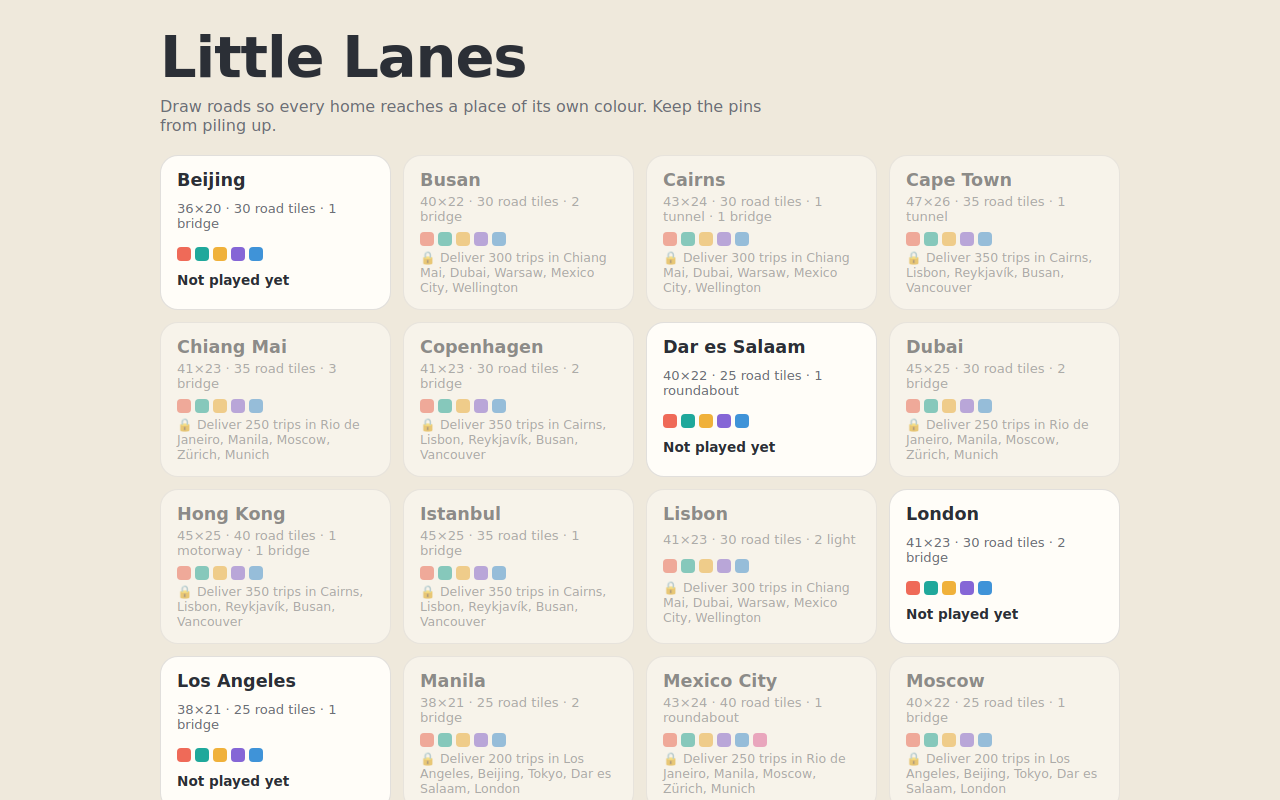 Little Lanes
Draw roads so every home reaches a place of its own colour. Keep the pins
from piling up.
Beijing
36×20 · 30 road tiles · 1
bridge
Not played yet
Busan
40×22 · 30 road tiles · 2
bridge
🔒 Deliver 300 trips in Chiang
Mai, Dubai, Warsaw, Mexico
City, Wellington
Cairns
43×24 · 30 road tiles · 1
tunnel · 1 bridge
🔒 Deliver 300 trips in Chiang
Mai, Dubai, Warsaw, Mexico
City, Wellington
Cape Town
47×26 · 35 road tiles · 1
tunnel
🔒 Deliver 350 trips in Cairns,
Lisbon, Reykjavík, Busan,
Vancouver
Chiang Mai
41×23 · 35 road tiles · 3
bridge
🔒 Deliver 250 trips in Rio de
Janeiro, Manila, Moscow,
Zürich, Munich
Copenhagen
41×23 · 30 road tiles · 2
bridge
🔒 Deliver 350 trips in Cairns,
Lisbon, Reykjavík, Busan,
Vancouver
Dar es Salaam
40×22 · 25 road tiles · 1
roundabout
Not played yet
Dubai
45×25 · 30 road tiles · 2
bridge
🔒 Deliver 250 trips in Rio de
Janeiro, Manila, Moscow,
Zürich, Munich
Hong Kong
45×25 · 40 road tiles · 1
motorway · 1 bridge
🔒 Deliver 350 trips in Cairns,
Lisbon, Reykjavík, Busan,
Vancouver
Istanbul
45×25 · 35 road tiles · 1
bridge
🔒 Deliver 350 trips in Cairns,
Lisbon, Reykjavík, Busan,
Vancouver
Lisbon
41×23 · 30 road tiles · 2 light
🔒 Deliver 300 trips in Chiang
Mai, Dubai, Warsaw, Mexico
City, Wellington
London
41×23 · 30 road tiles · 2
bridge
Not played yet
Los Angeles
38×21 · 25 road tiles · 1
bridge
Not played yet
Manila
38×21 · 25 road tiles · 2
bridge
🔒 Deliver 200 trips in Los
Angeles, Beijing, Tokyo, Dar es
Salaam, London
Mexico City
43×24 · 40 road tiles · 1
roundabout
🔒 Deliver 250 trips in Rio de
Janeiro, Manila, Moscow,
Zürich, Munich
Moscow
40×22 · 25 road tiles · 1
bridge
🔒 Deliver 200 trips in Los
Angeles, Beijing, Tokyo, Dar es
Salaam, London